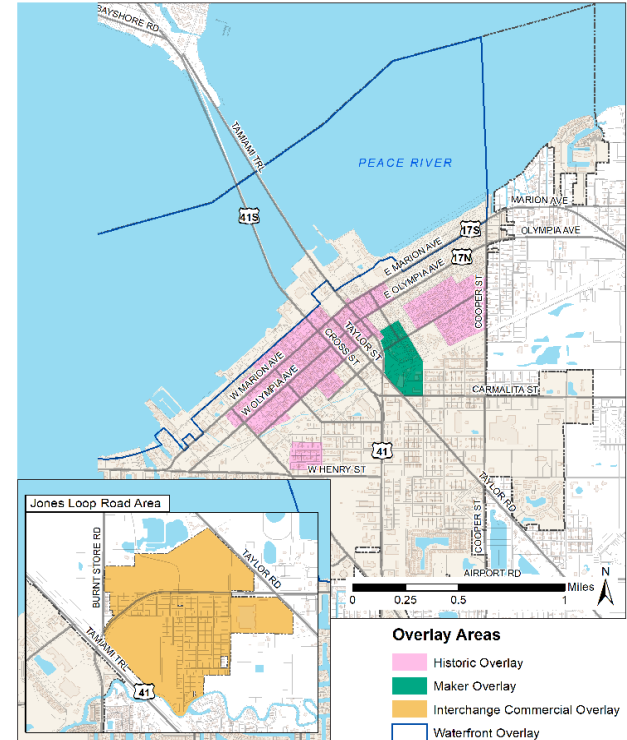 BAYSHORE RD
TAMIAMI TRL
PEACE RIVER
41S
MARION AVE
17S
OLYMPIA AVE
E MARION AVE
17N
E OLYMPIA AVE
COOPER ST
TAYLOR ST
CROSS ST
W MARION AVE
W OLYMPIA AVE
CARMALITA ST
41
W HENRY ST
TAYLOR RD
COOPER ST
AIRPORT RD
Jones Loop Road Area
BURNT STORE RD
TAYLOR RD
TAMIAMI TRL
41
N
Miles
0 0.25 0.5 1
Overlay Areas
Historic Overlay
Maker Overlay
Interchange Commercial Overlay
Waterfront Overlay